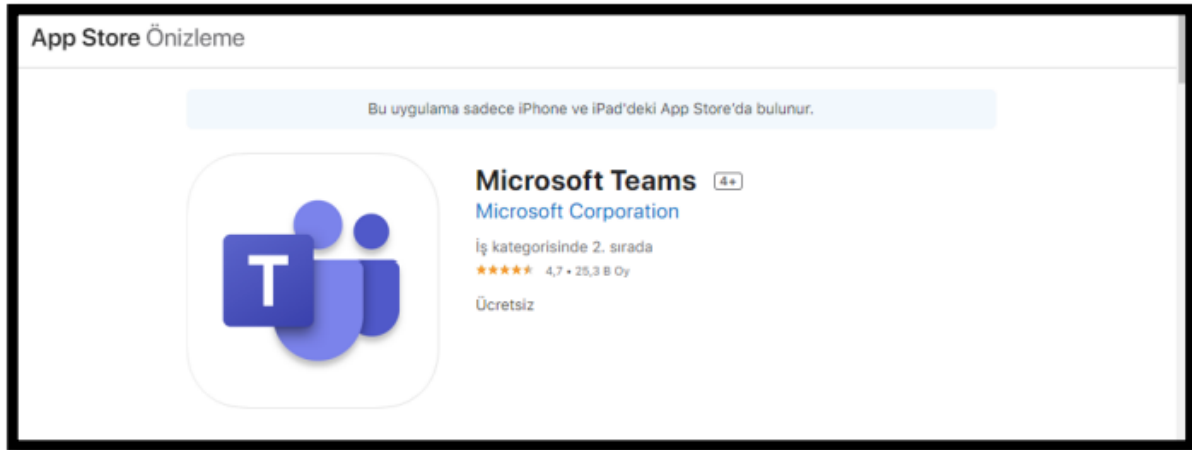 App Store Önizleme
Bu uygulama sadece iPhone ve iPad'deki App Store'da bulunur.
Microsoft Teams 4+
Microsoft Corporation
İş kategorisinde 2. sırada
★★★★★ 4,7 • 25,3 B Oy
Ücretsiz
T